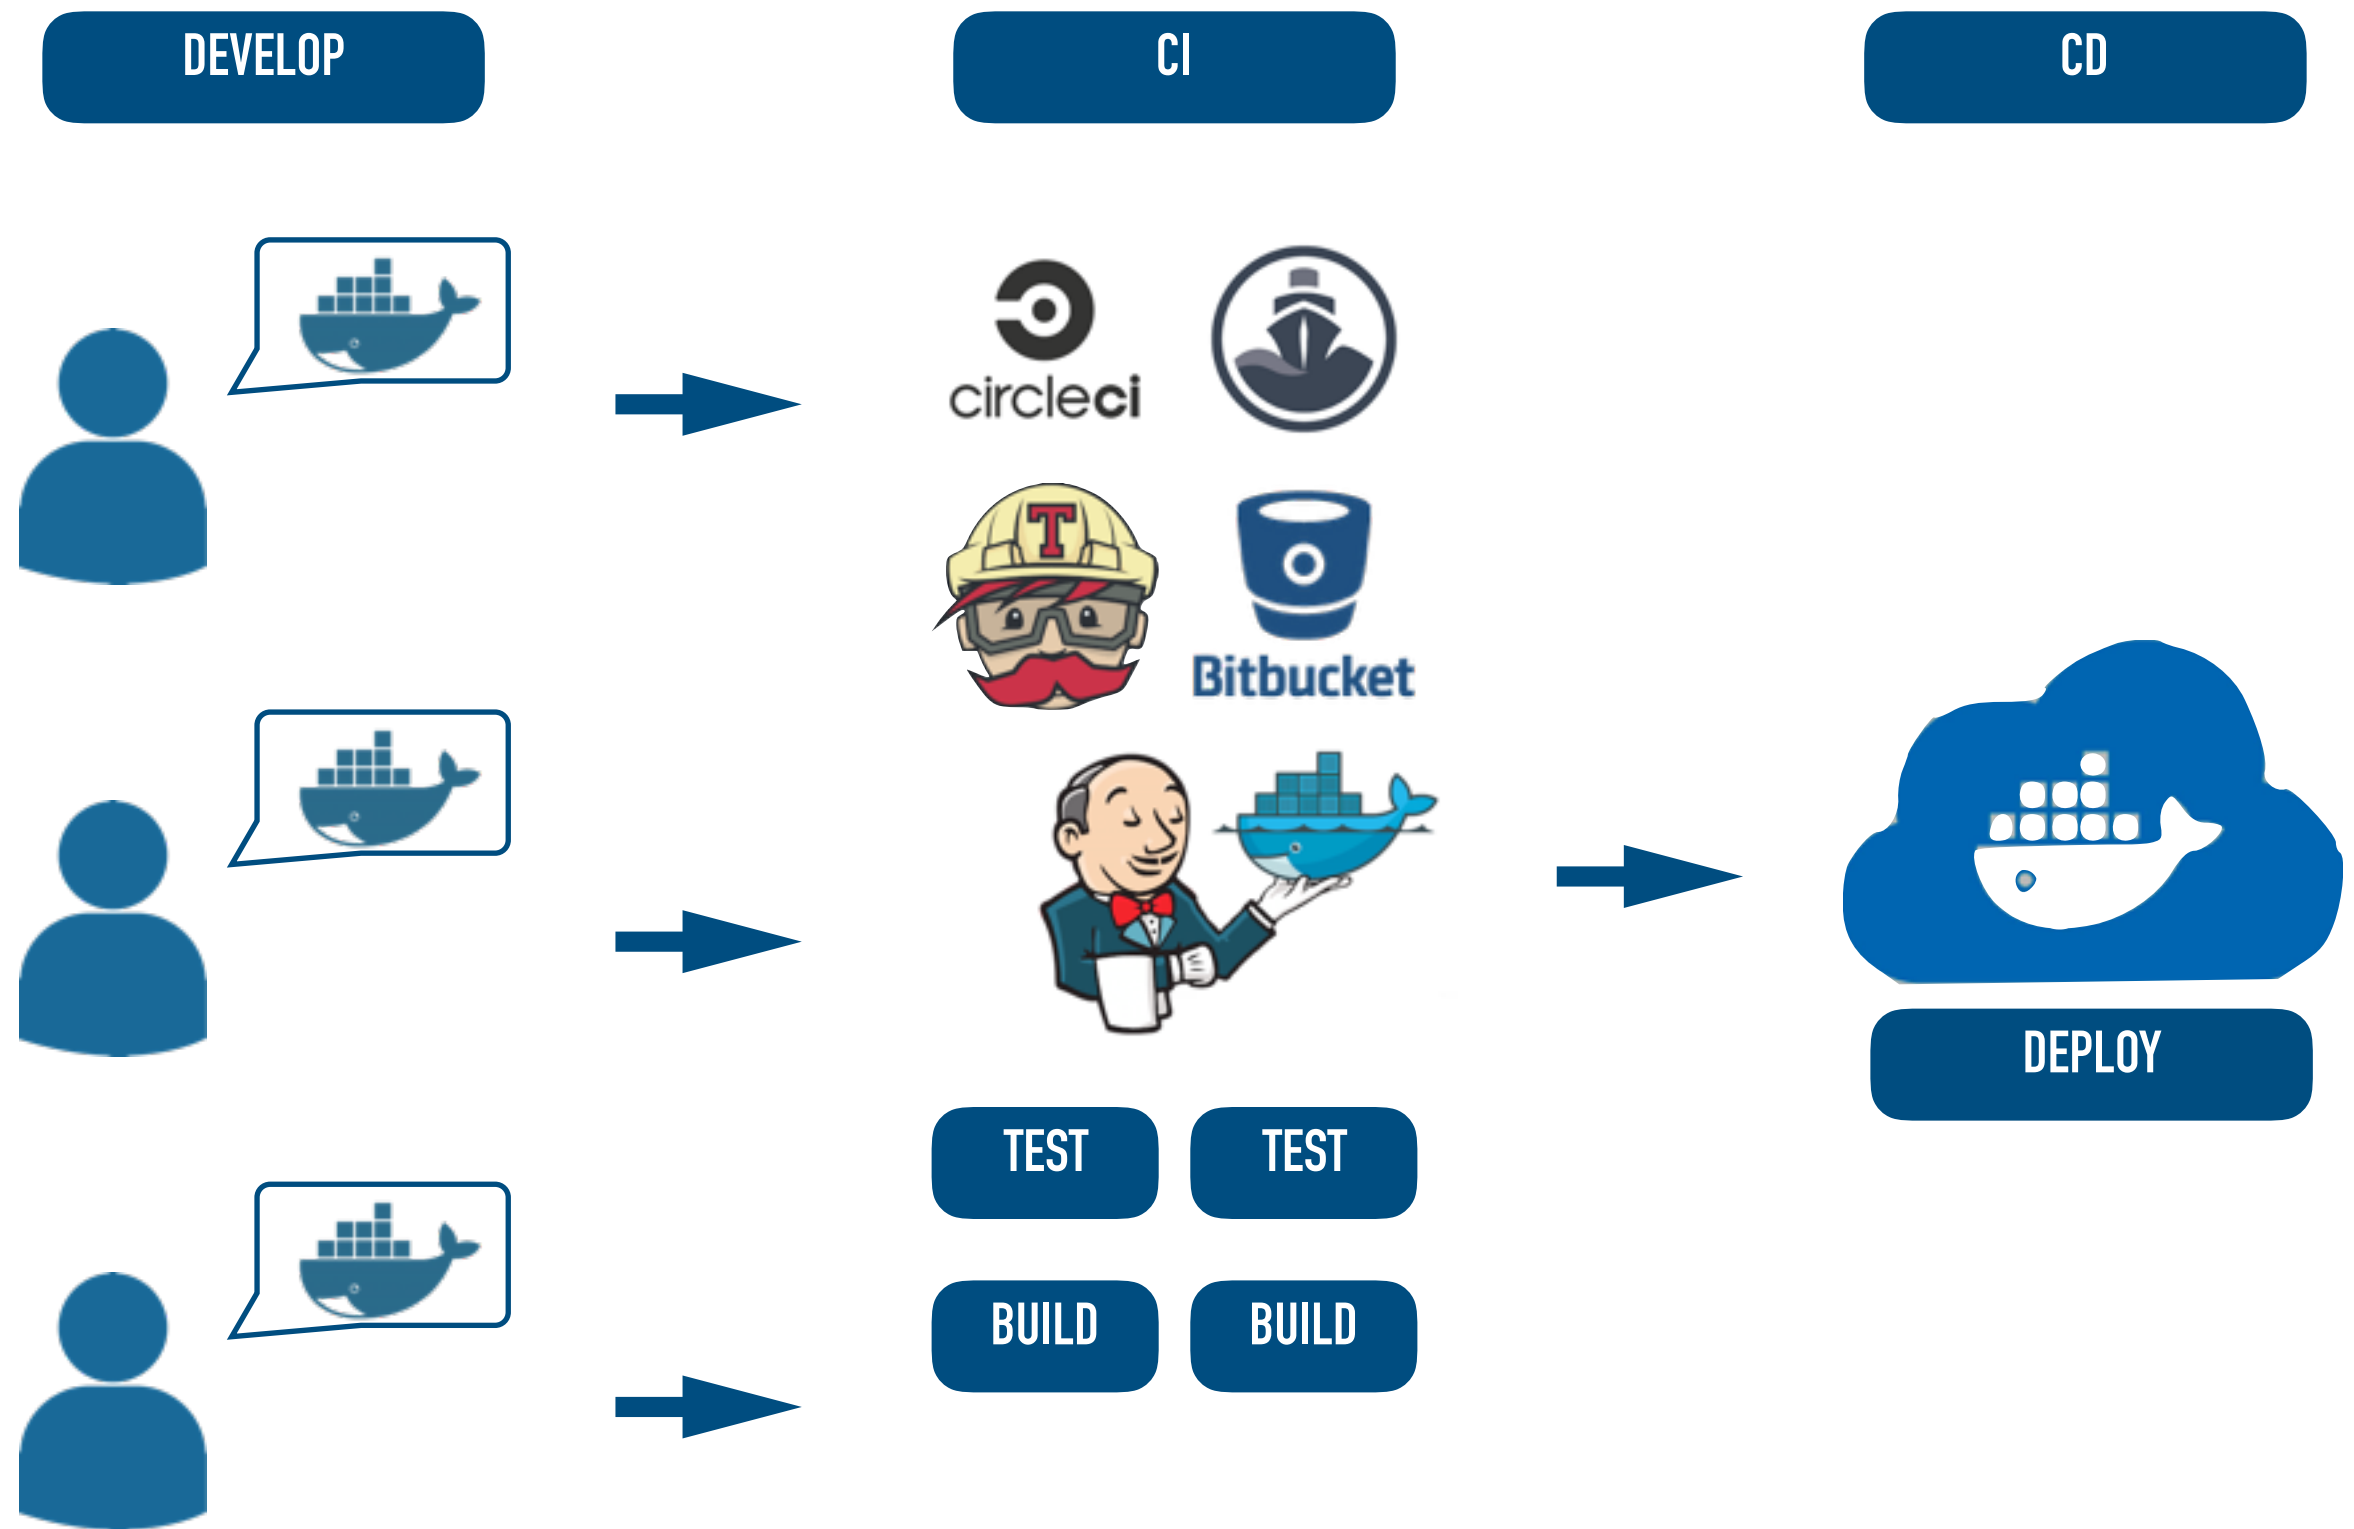 DEVELOP
CI
CD
circleci
T
Bitbucket
DEPLOY
TEST
TEST
BUILD
BUILD